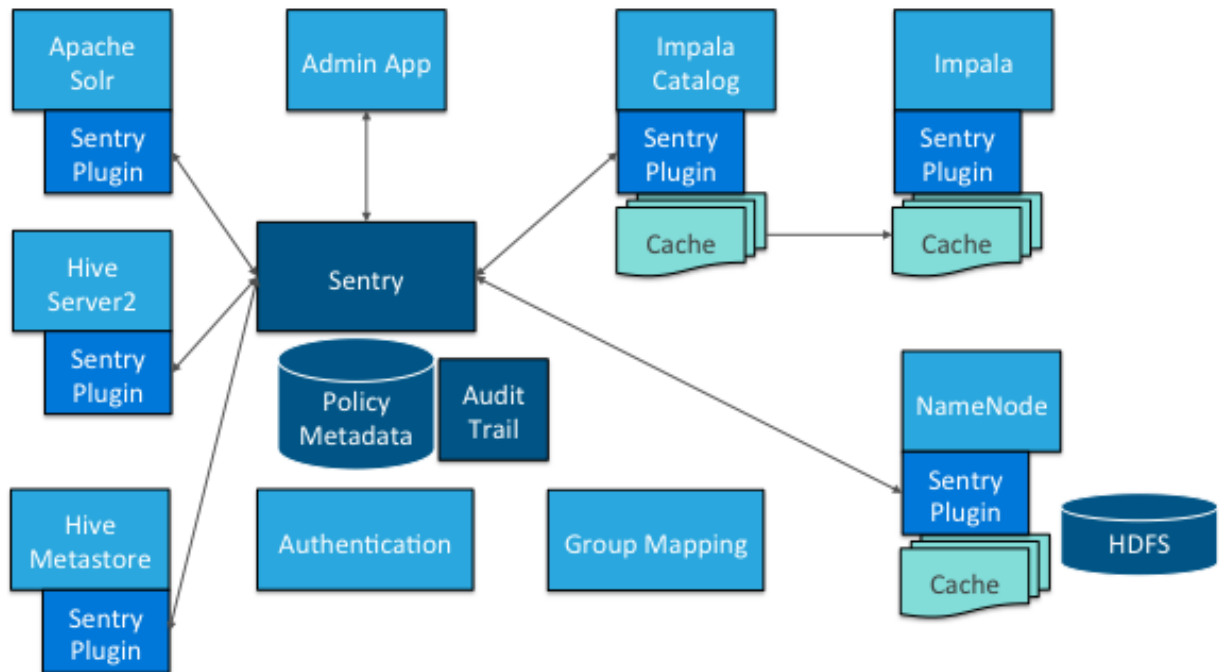 Apache
Solr
Sentry
Plugin
Admin App
Impala
Catalog
Sentry
Plugin
Cache
Impala
Sentry
Plugin
Cache
Hive
Server2
Sentry
Plugin
Sentry
Policy
Metadata
Audit
Trail
NameNode
Sentry
Plugin
Cache
HDFS
Hive
Metastore
Sentry
Plugin
Authentication
Group Mapping